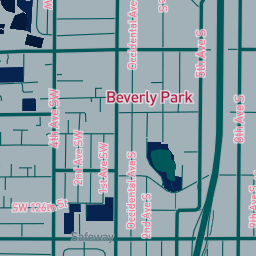 Occidental Ave
5th Ave S
Beverly Park
8th Ave S
4th Ave SW
2nd Ave SW
1st Ave SW
Occidental Ave S
2nd Ave S
SW 126th St
Safeway